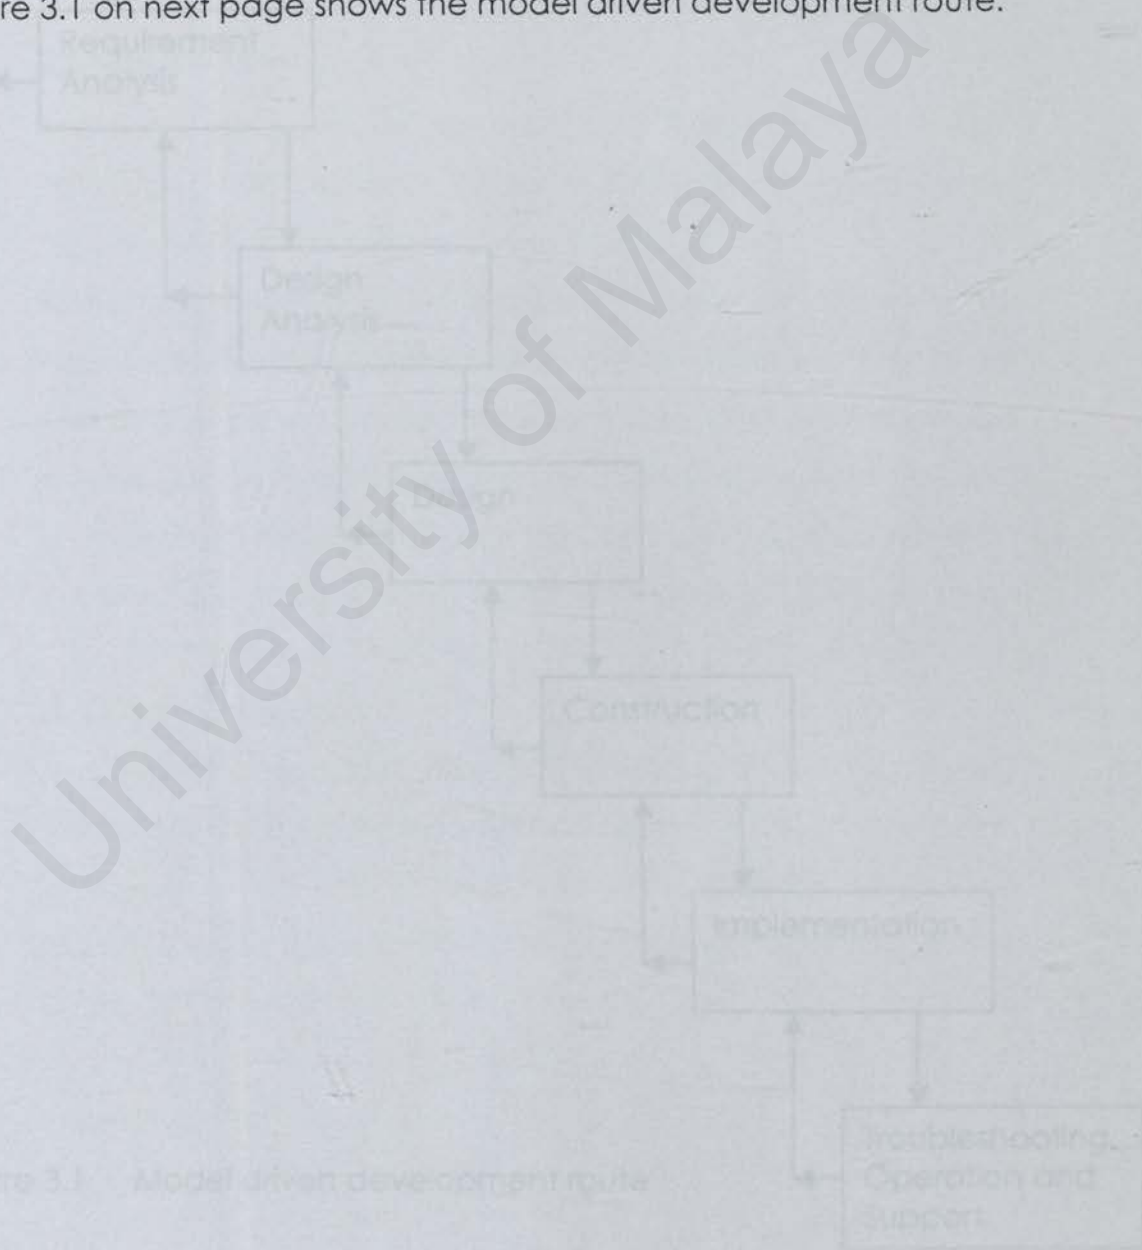 re 3.1 on next page shows the model driven development route.
Requirement
Analysis
Design
Analysis
Design
Construction
Implementation
Troubleshooting,
Operation and
Support
re 3.1 Model driven development route
University of Malaya